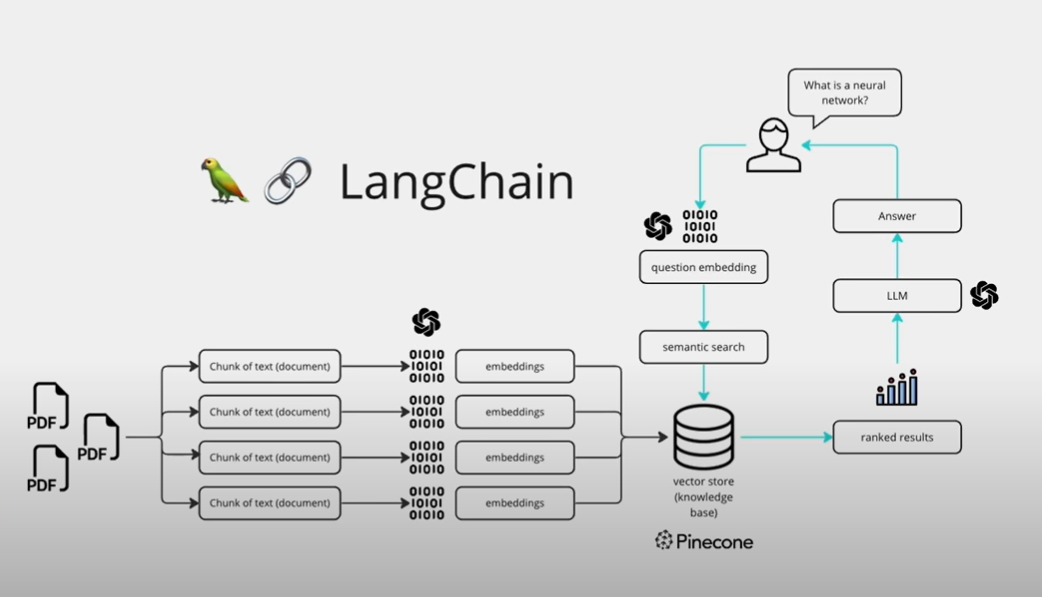 What is a neural
network?
LangChain
01010
10101
01010
Answer
question embedding
LLM
semantic search
Chunk of text (document)
01010
10101
01010
embeddings
PDF
Chunk of text (document)
01010
10101
01010
embeddings
PDF
ranked results
Chunk of text (document)
01010
10101
01010
embeddings
PDF
vector store
(knowledge
base)
Chunk of text (document)
01010
10101
01010
embeddings
Pinecone